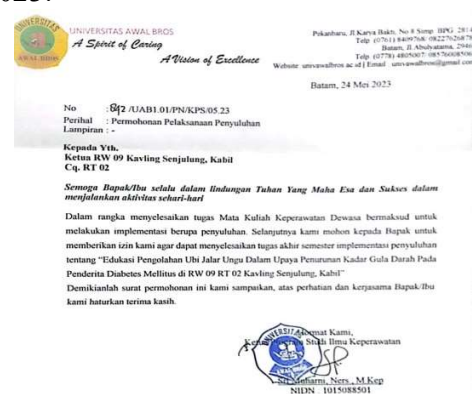 UNIVERSITAS AWAL BROS
A Spirit of Caring
A Vision of Excellence
Pekanbaru, Jl.Karya Bakti, No 8 Simp. BPG 2814
Telp. (0761) 8409768/ 08227626878
Batam, Jl.Abulyatama, 2946
Telp. (0778) 4805007/ 08576008506
Website: univawalbros.ac.id | Email : univawalbros@gmail.com
Batam, 24 Mei 2023
No : 892 /UAB1.01/PN/KPS/05.23
Perihal : Permohonan Pelaksanaan Penyuluhan
Lampiran : -
Kepada Yth.
Ketua RW 09 Kavling Senjulung, Kabil
Cq. RT 02
Semoga Bapak/Ibu selalu dalam lindungan Tuhan Yang Maha Esa dan Sukses dalam
menjalankan aktivitas sehari-hari
Dalam rangka menyelesaikan tugas Mata Kuliah Keperawatan Dewasa bermaksud untuk
melakukan implementasi berupa penyuluhan. Selanjutnya kami mohon kepada Bapak untuk
memberikan izin kami agar dapat menyelesaikan tugas akhir semester implementasi penyuluhan
tentang "Edukasi Pengolahan Ubi Jalar Ungu Dalam Upaya Penurunan Kadar Gula Darah Pada
Penderita Diabetes Mellitus di RW 09 RT 02 Kavling Senjulung, Kabil"
Demikianlah surat permohonan ini kami sampaikan, atas perhatian dan kerjasama Bapak/Ibu
kami haturkan terima kasih.
Hormat Kami,
Studi Ilmu Keperawatan
Sri Muharni, Ners., M.Kep
NIDN : 1015088501